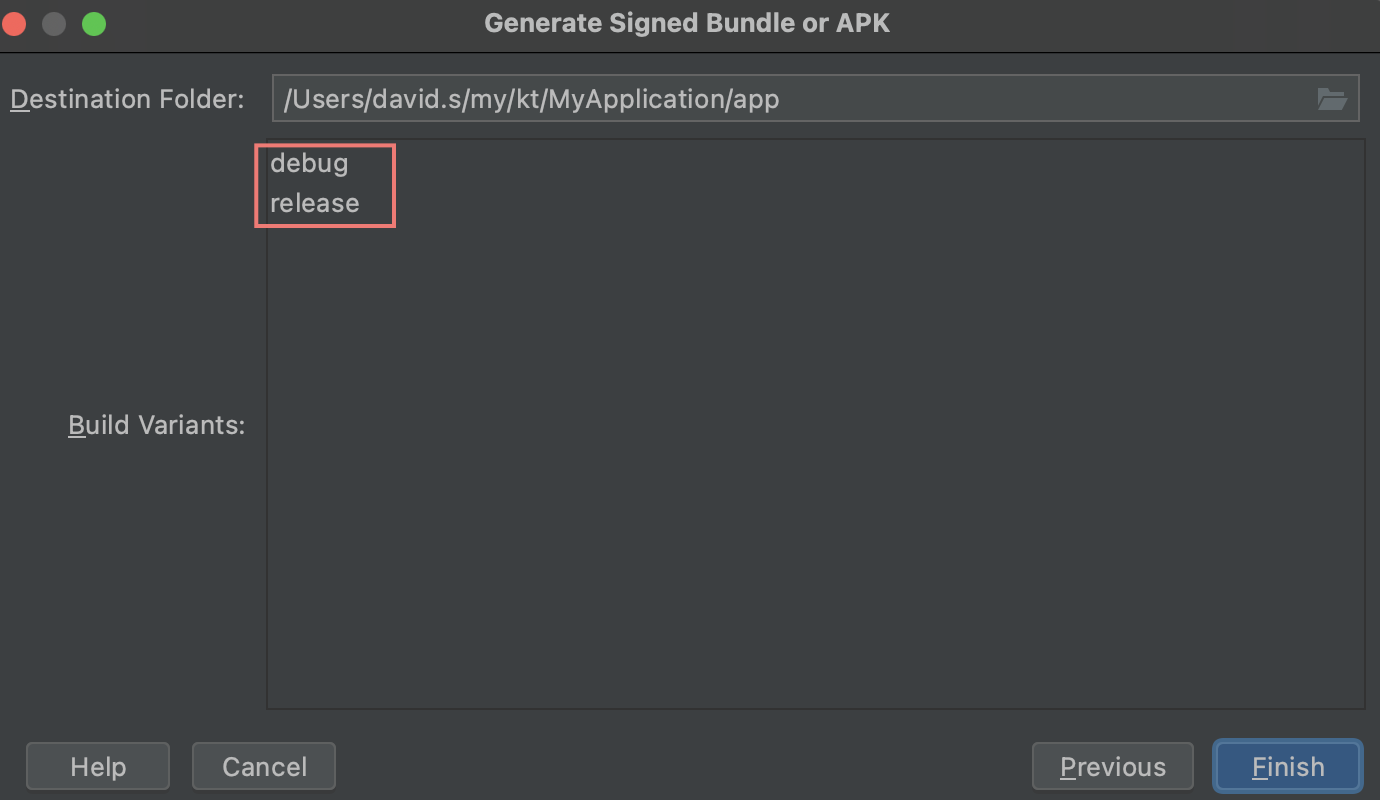 Generate Signed Bundle or APK
Destination Folder: /Users/david.s/my/kt/MyApplication/app
debug
release
Build Variants:
Help Cancel Previous Finish